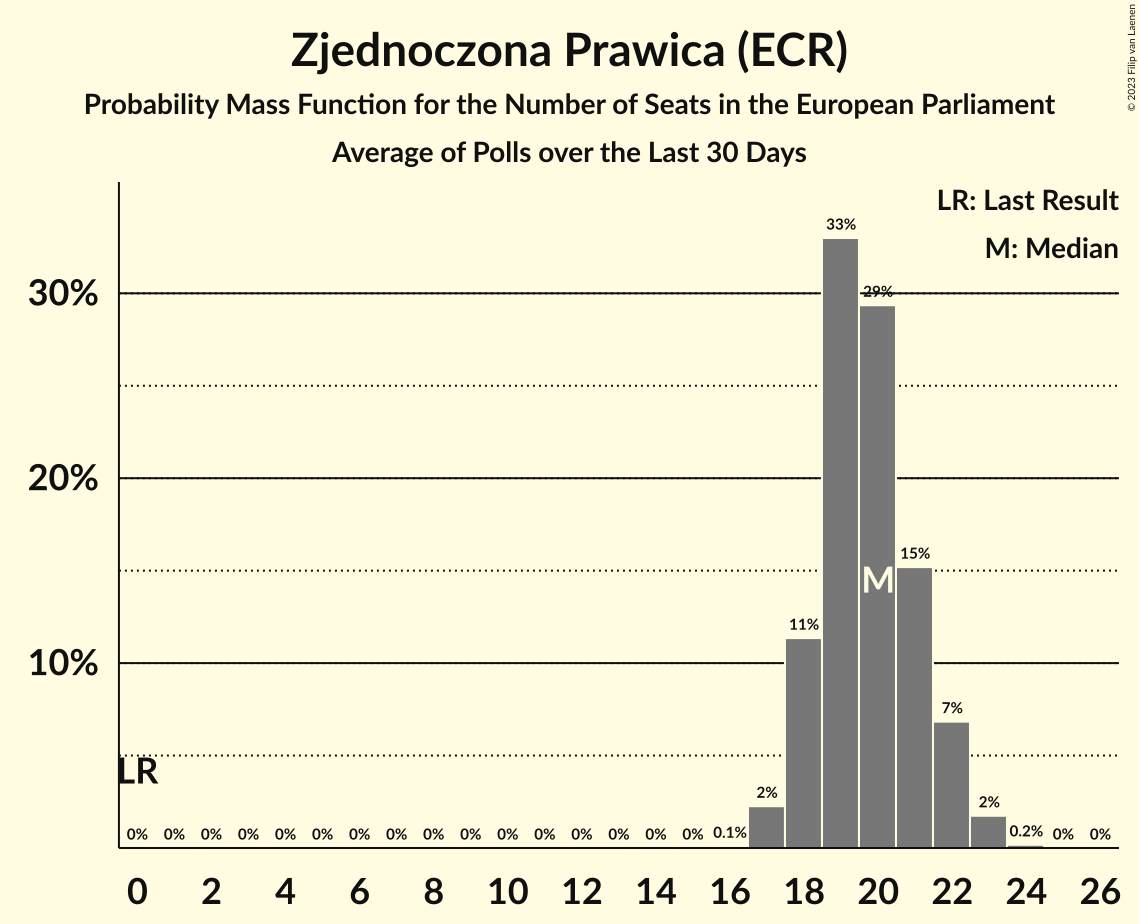 © 2023 Filip van Laenen
Zjednoczona Prawica (ECR)
Probability Mass Function for the Number of Seats in the European Parliament
Average of Polls over the Last 30 Days
LR: Last Result
M: Median
33%
30%
29%
20%
15%
M
11%
10%
7%
LR
2%
2%
0% 0% 0% 0% 0% 0% 0% 0% 0% 0% 0% 0% 0% 0% 0% 0% 0.1% 0.2% 0% 0%
0 2 4 6 8 10 12 14 16 18 20 22 24 26